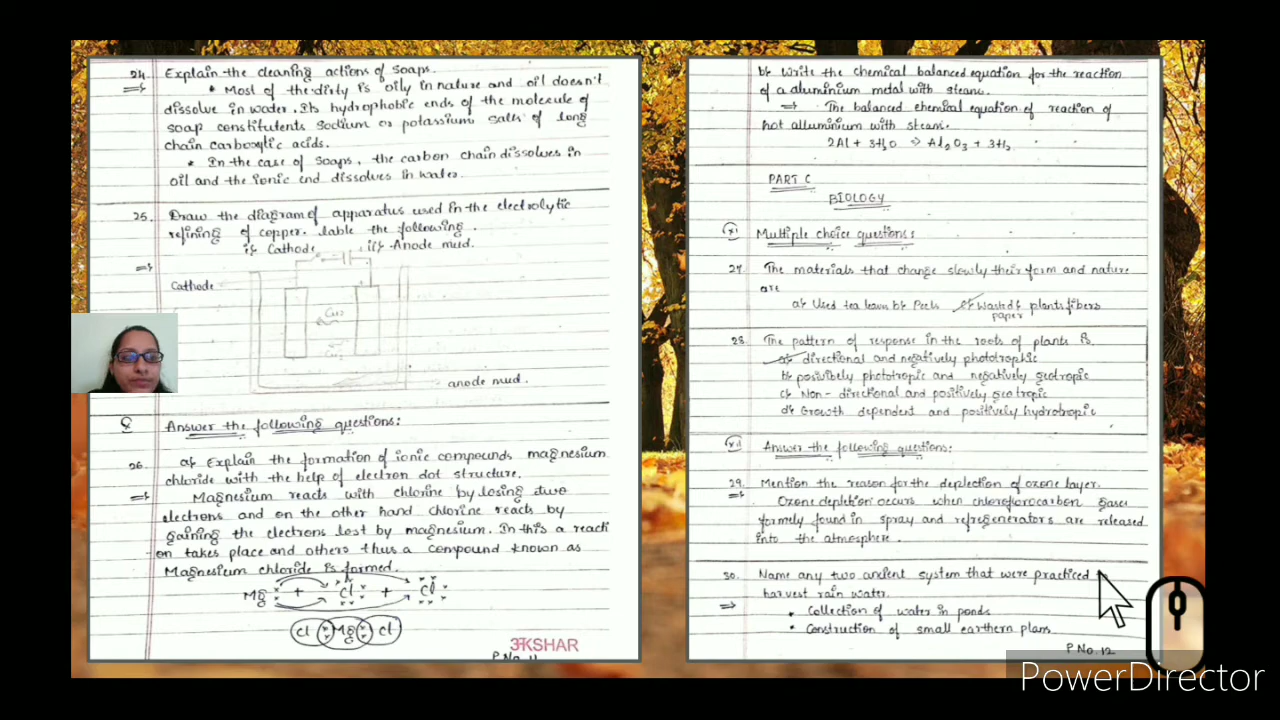 24. Explain the cleaning actions of soaps.
⇒ • Most of the dirty is oily in nature and oil doesn't
dissolve in water. Its hydrophobic ends of the molecule of
soap constitutents sodium or potassium salts of long
chain carboxylic acids.
• In the case of soaps, the carbon chain dissolves in
oil and the ionic end dissolves in water.
25. Draw the diagram of apparatus used in the electrolytic
refining of copper. lable the following.
i) Cathode ii) Anode mud.
⇒
Cathode
anode mud.
Answer the following questions:
26. a) Explain the formation of ionic compounds magnesium
chloride with the help of electron dot structure.
⇒ Magnesium reacts with chlorine by losing two
electrons and on the other hand chlorine reacts by
gaining the electrons lost by magnesium. In this a reacti
-on takes place and others thus a compound known as
Magnesium chloride is formed.
Mg + Cl + Cl
Cl Mg Cl
अKSHAR
P.No. 11
b) Write the chemical balanced equation for the reaction
of a aluminium metal with steam.
⇒ The balanced chemical equation of reaction of
hot alluminium with steam.
2Al + 3H₂O ⇒ Al₂O₃ + 3H₂
PART C
BIOLOGY
XI Multiple choice questions:
27. The materials that change slowly their form and nature
are
a) Used tea leaves b) Peels c) Wasted paper d) plants fibers
28. The pattern of response in the roots of plants is
a) directional and negatively phototrophic
b) positively phototropic and negatively geotropic
c) Non-directional and positively geotropic
d) Growth dependent and positively hydrotropic
XII Answer the following questions:
29. Mention the reason for the deplection of ozone layer.
⇒ Ozone depletion occurs when chloroflorocarbon gases
formely found in spray and refregenerators are released
into the atmosphere.
30. Name any two ancient system that were practiced
harvest rain water.
⇒ • Collection of water in ponds
• Construction of small earthern plans.
P.No. 12
PowerDirector